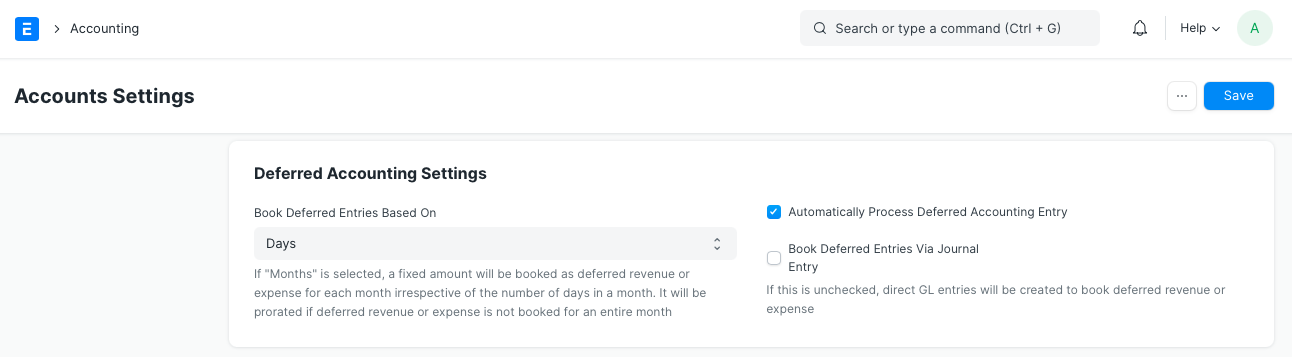 E > Accounting
Search or type a command (Ctrl + G)
Help
A
Accounts Settings
...
Save
Deferred Accounting Settings
Book Deferred Entries Based On
Days
If "Months" is selected, a fixed amount will be booked as deferred revenue or
expense for each month irrespective of the number of days in a month. It will be
prorated if deferred revenue or expense is not booked for an entire month
Automatically Process Deferred Accounting Entry
Book Deferred Entries Via Journal
Entry
If this is unchecked, direct GL entries will be created to book deferred revenue or
expense